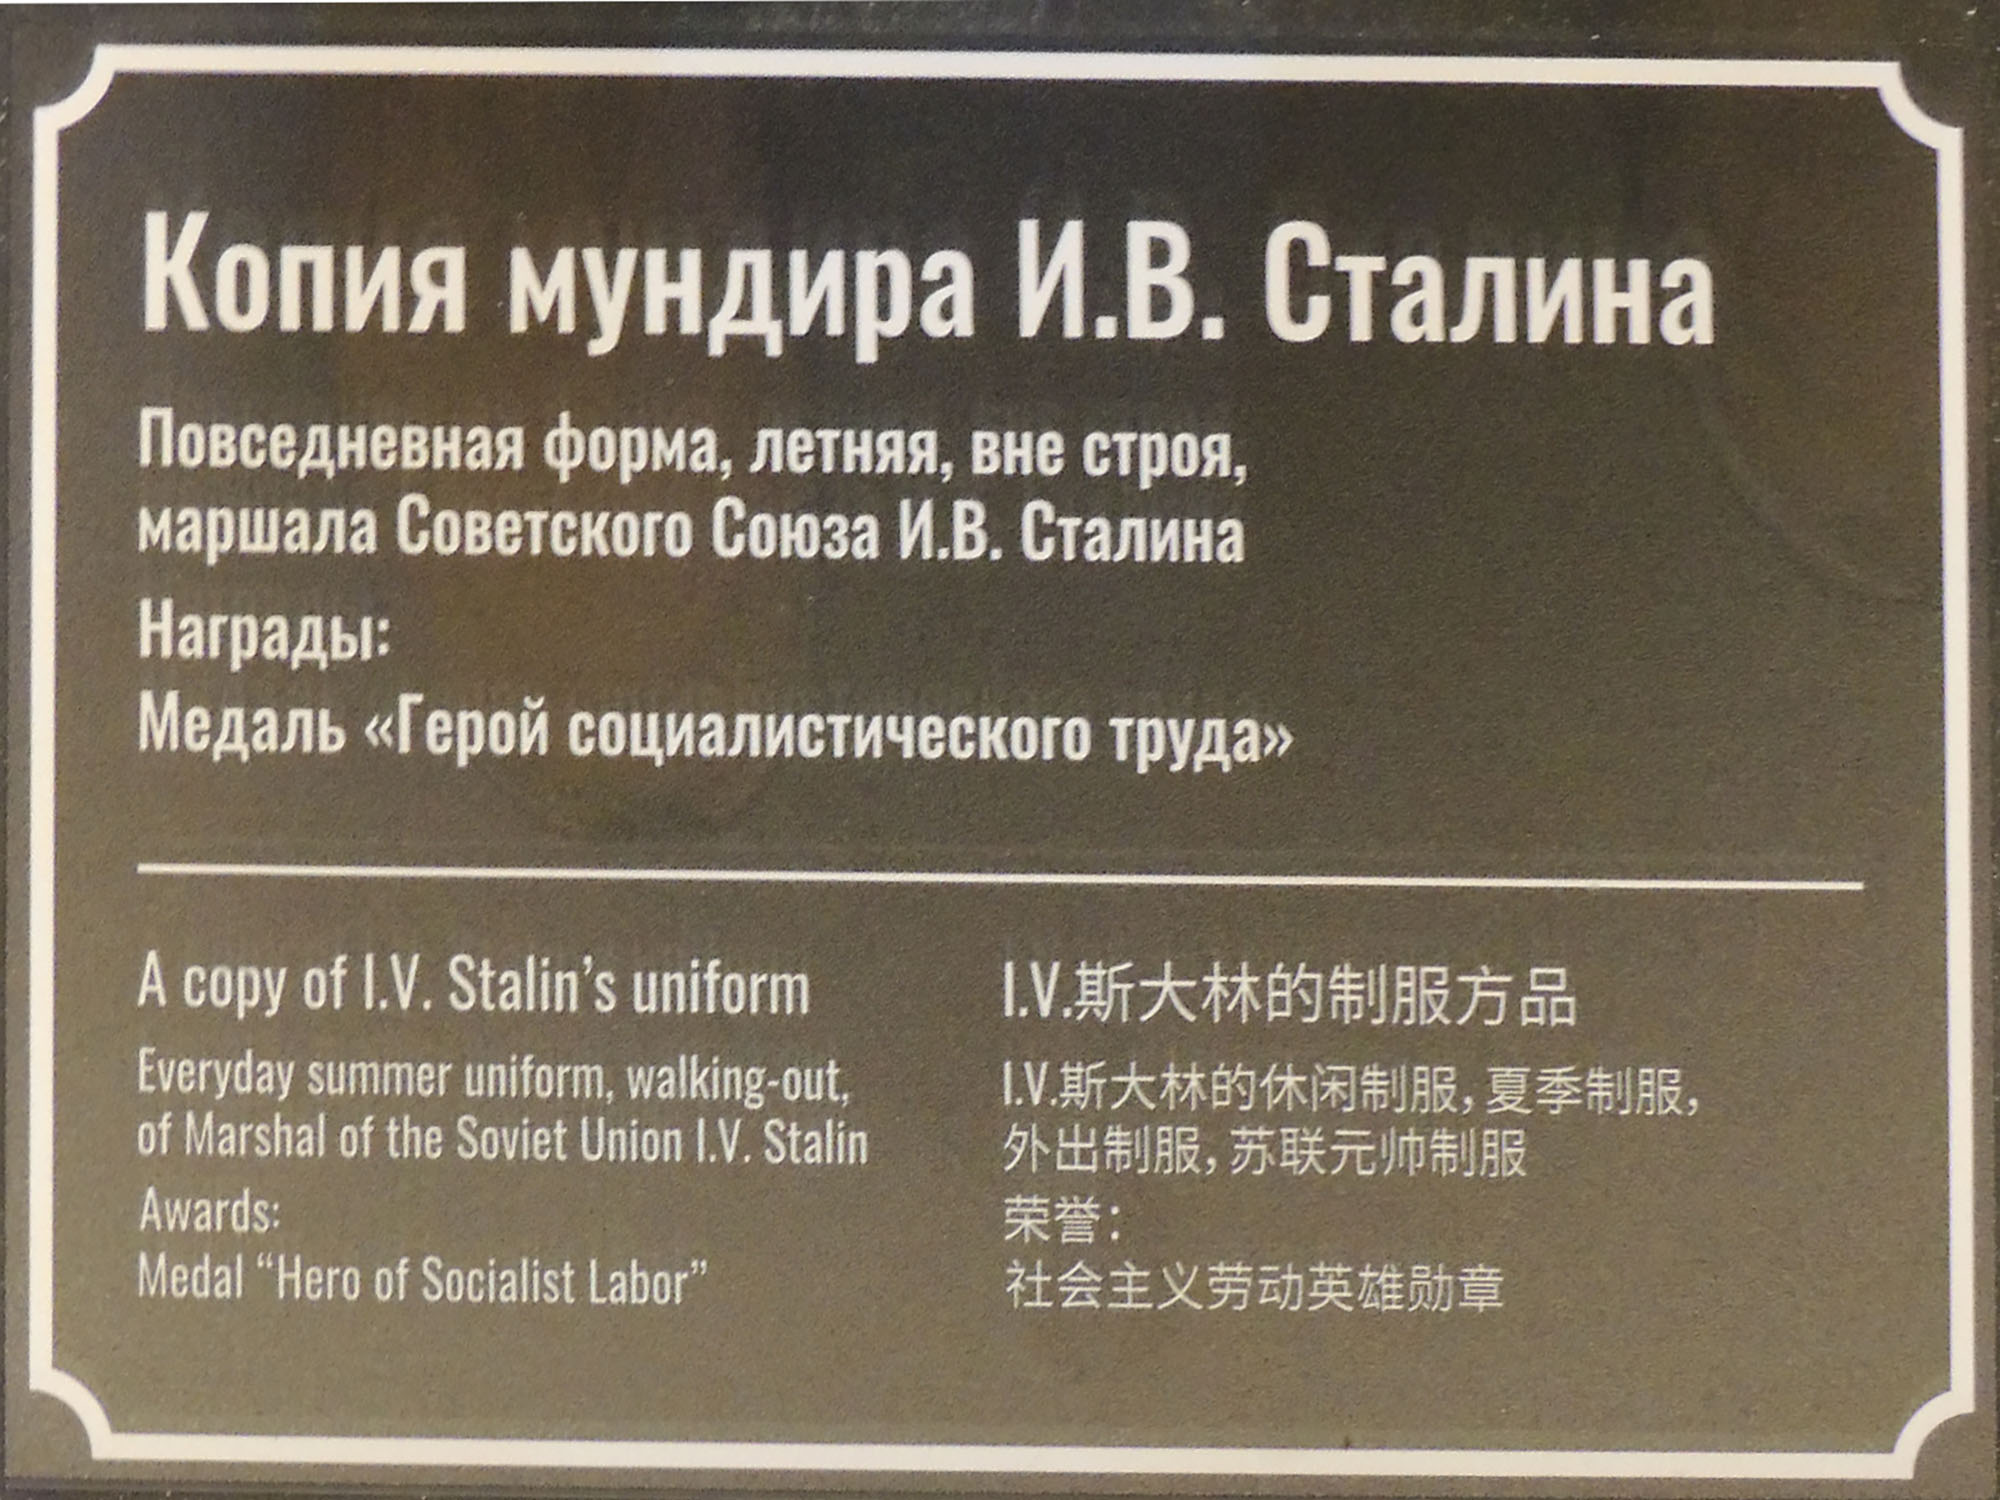 Копия мундира И.В. Сталина
Повседневная форма, летняя, вне строя,
маршала Советского Союза И.В. Сталина
Награды:
Медаль «Герой социалистического труда»
A copy of I.V. Stalin’s uniform
Everyday summer uniform, walking-out,
of Marshal of the Soviet Union I.V. Stalin
Awards:
Medal “Hero of Socialist Labor”
I.V.斯大林的制服方品
I.V.斯大林的休闲制服，夏季制服，
外出制服，苏联元帅制服
荣誉：
社会主义劳动英雄勋章